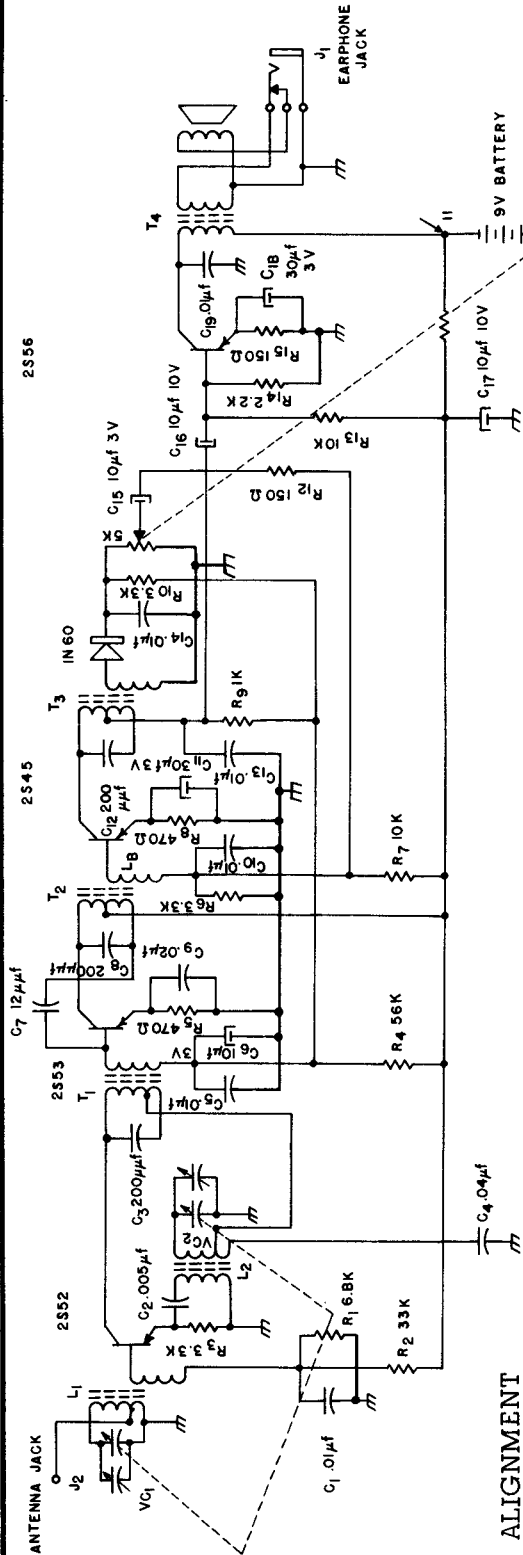 ANTENNA JACK
J2
L1
VC1
2S52
C2 .005µf
R3 3.3K
L2
VC2
C1 .01µf
R1 6.8K
R2 33K
C4 .04µf
C3 200µµf
T1
2S53
C7 12µµf
C8 200µµf
T2
R5 470Ω
C9 .02µf
C6 10µf
3V
C5 .01µf
R4 56K
2S45
LB
C12 200
µµf
T3
R8 470Ω
C11 30µf 3V
R6 3.3K
C10 .01µf
C13 .01µf
R9 1K
R7 10K
1N60
C14 .01µf
R10 3.3K
5K
C15 10µf 3V
R12 150Ω
2S56
C16 10µf 10V
R13 10K
R14 2.2K
R15 150Ω
C18
30µf
3V
C19 .01µf
T4
J1
EARPHONE
JACK
11
9V BATTERY
C17 10µf 10V
ALIGNMENT